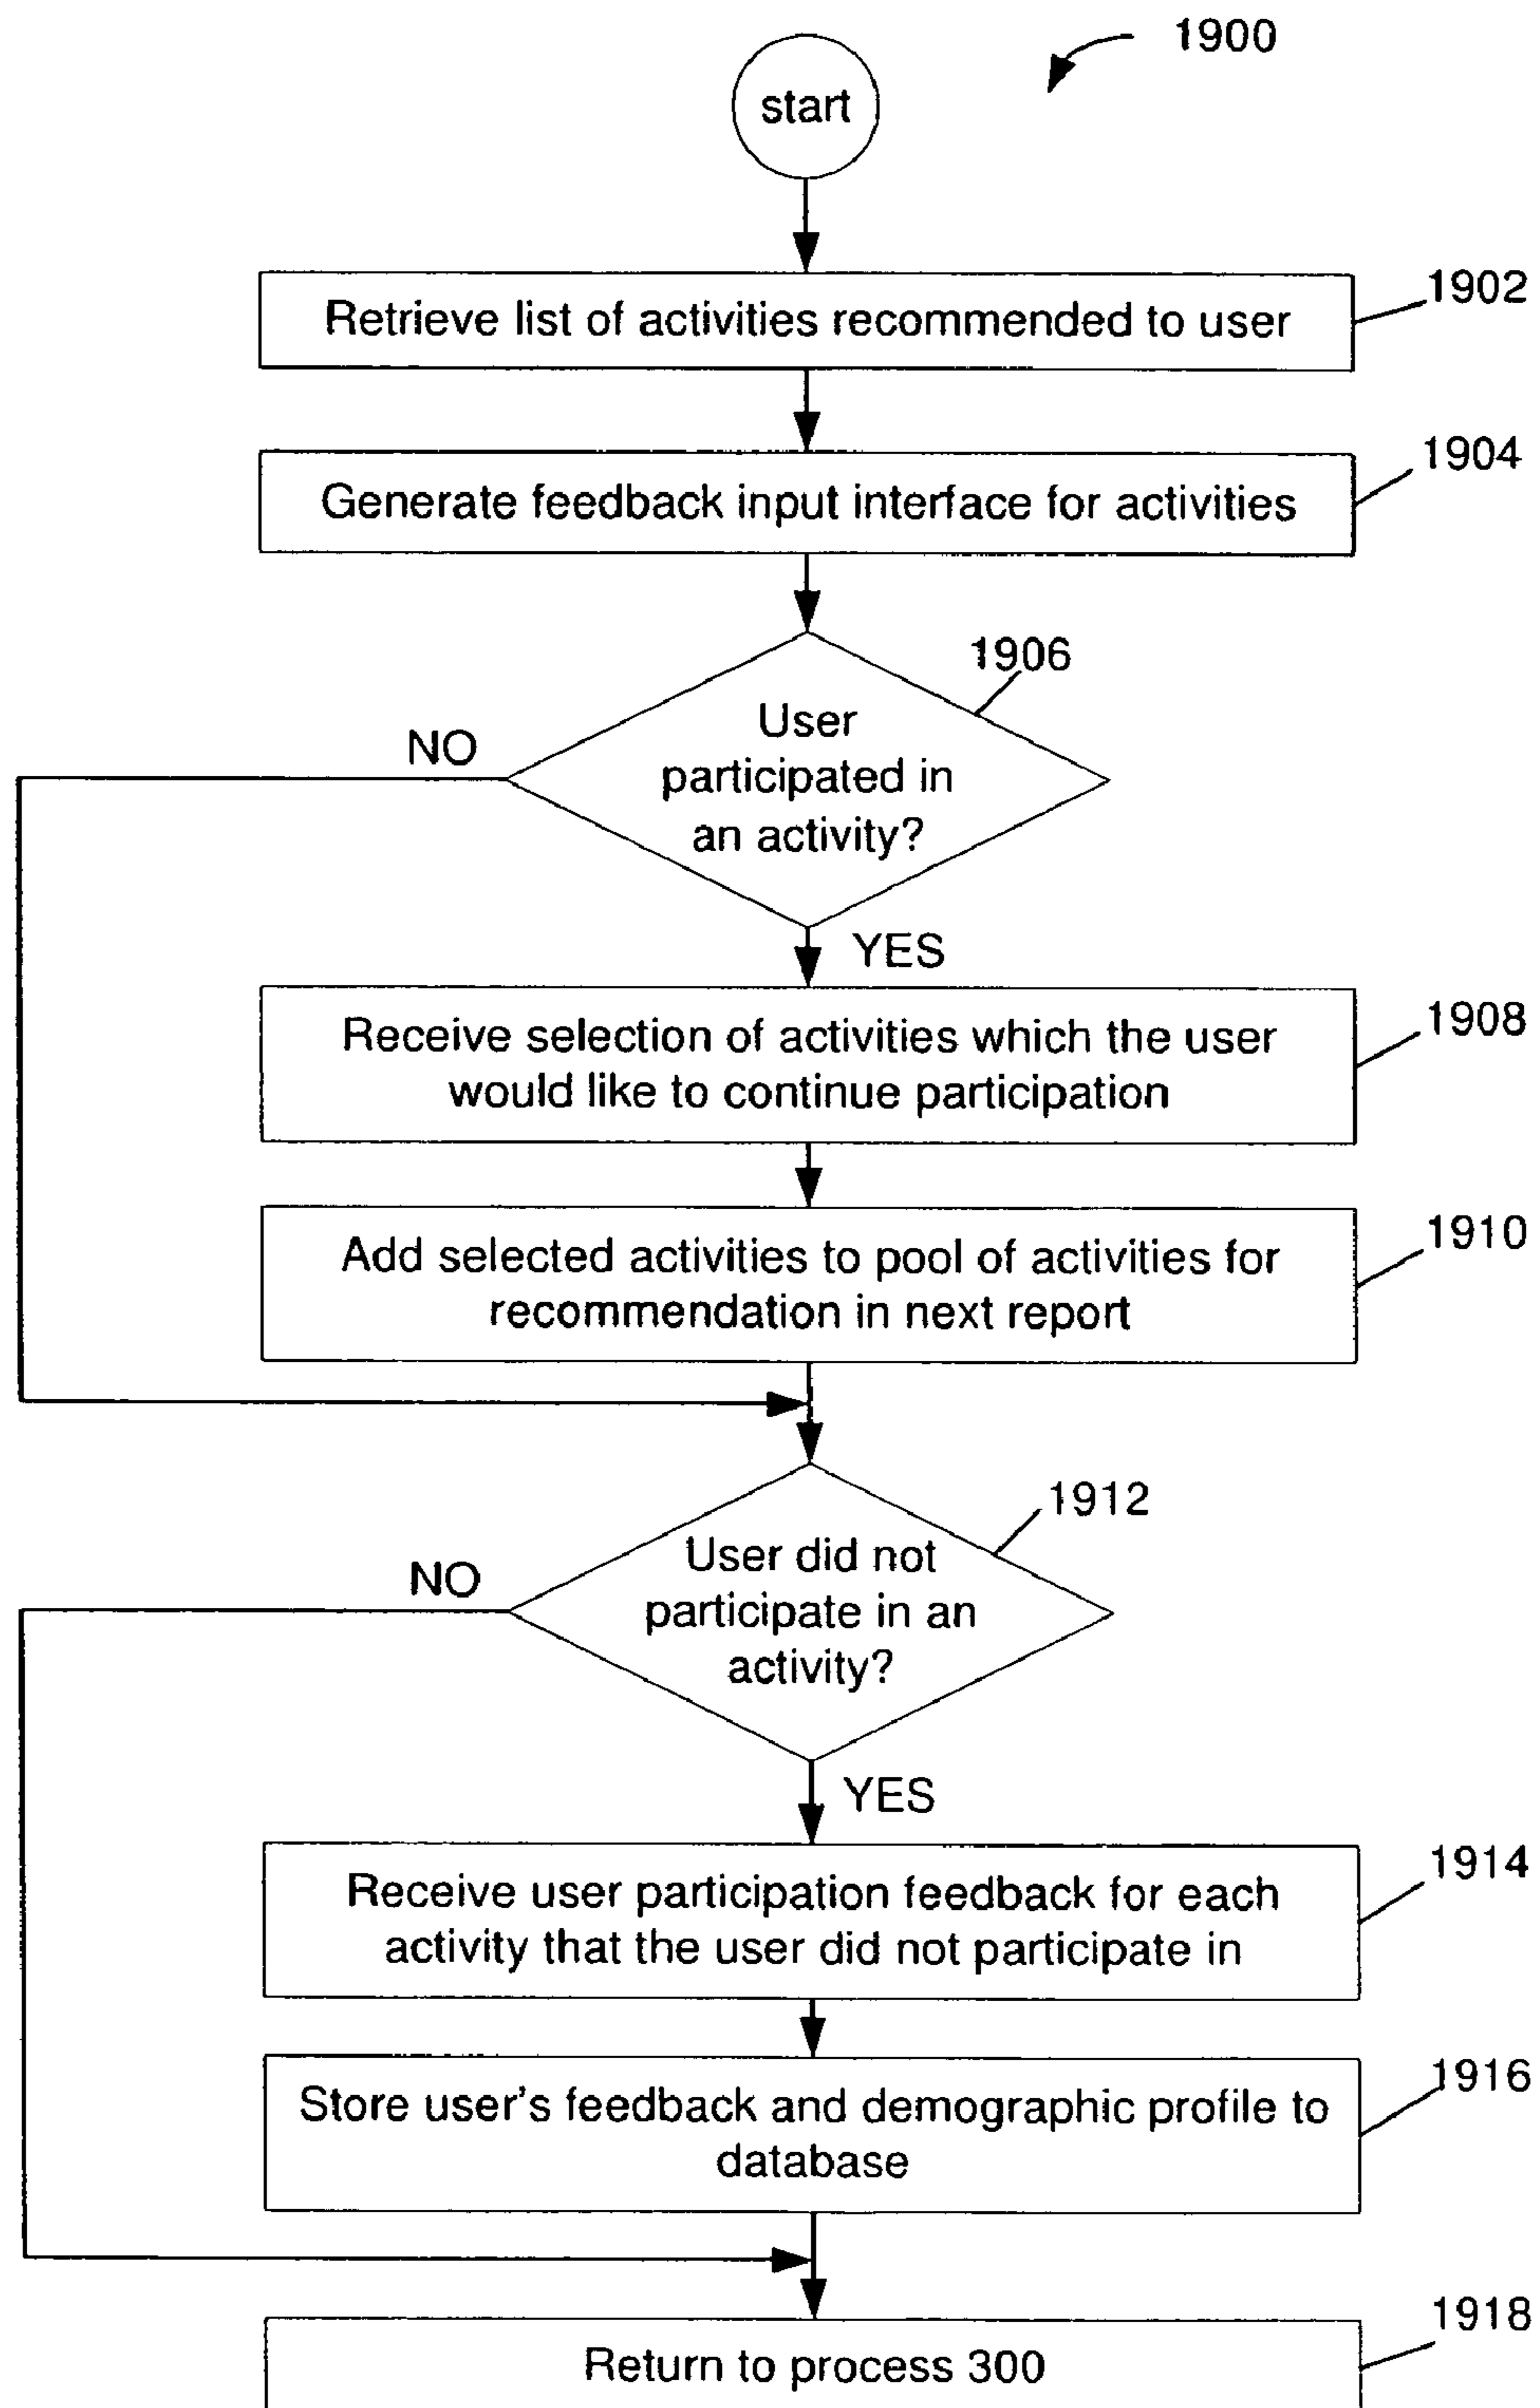 1900
start
Retrieve list of activities recommended to user
1902
Generate feedback input interface for activities
1904
1906
User
participated in
an activity?
NO
YES
Receive selection of activities which the user
would like to continue participation
1908
Add selected activities to pool of activities for
recommendation in next report
1910
1912
User did not
participate in an
activity?
NO
YES
Receive user participation feedback for each
activity that the user did not participate in
1914
Store user's feedback and demographic profile to
database
1916
Return to process 300
1918